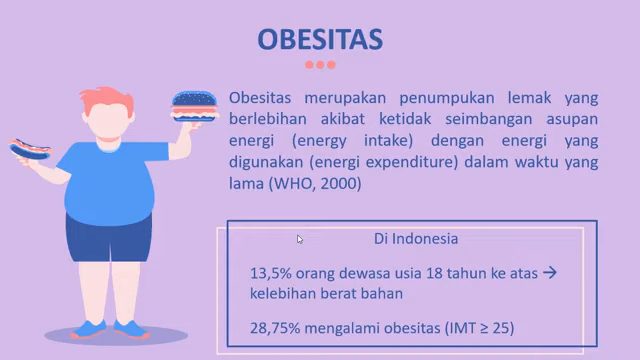 OBESITAS
Obesitas merupakan penumpukan lemak yang
berlebihan akibat ketidak seimbangan asupan
energi (energy intake) dengan energi yang
digunakan (energi expenditure) dalam waktu yang
lama (WHO, 2000)
Di Indonesia
13,5% orang dewasa usia 18 tahun ke atas →
kelebihan berat bahan
28,75% mengalami obesitas (IMT ≥ 25)